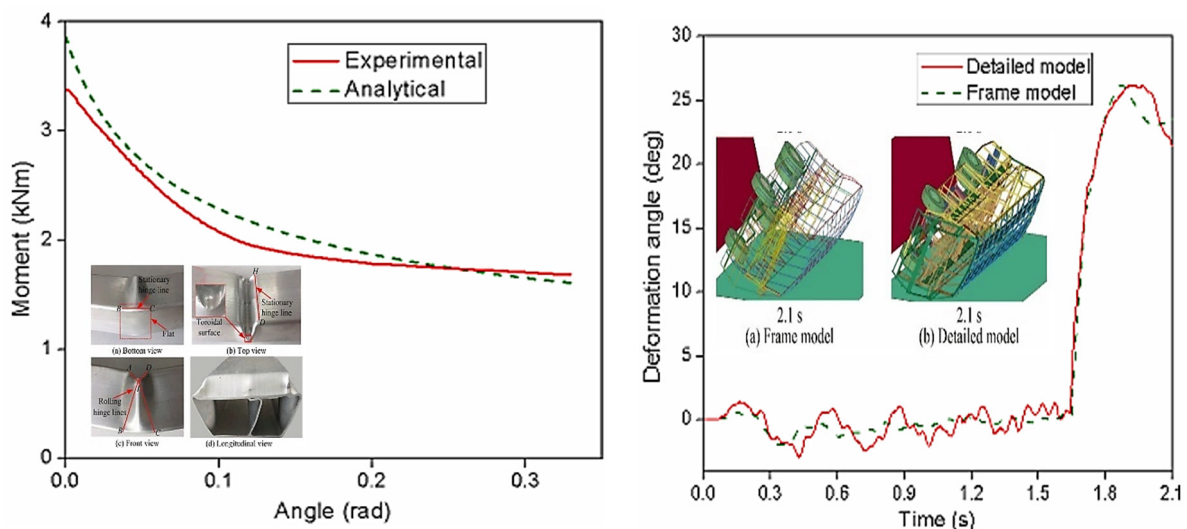 4
3
2
1
0
0.0
0.1
0.2
0.3
Moment (kNm)
Angle (rad)
Experimental
Analytical
Stationary
hinge line
B
C
Flat
(a) Bottom view
H
Stationary
hinge line
Toroidal
surface
(b) Top view
A
D
Rolling
hinge lines
B
C
(c) Front view
(d) Longitudinal view
30
25
20
15
10
5
0
0.0
0.3
0.6
0.9
1.2
1.5
1.8
2.1
Deformation angle (deg)
Time (s)
Detailed model
Frame model
2.1 s
(a) Frame model
2.1 s
(b) Detailed model